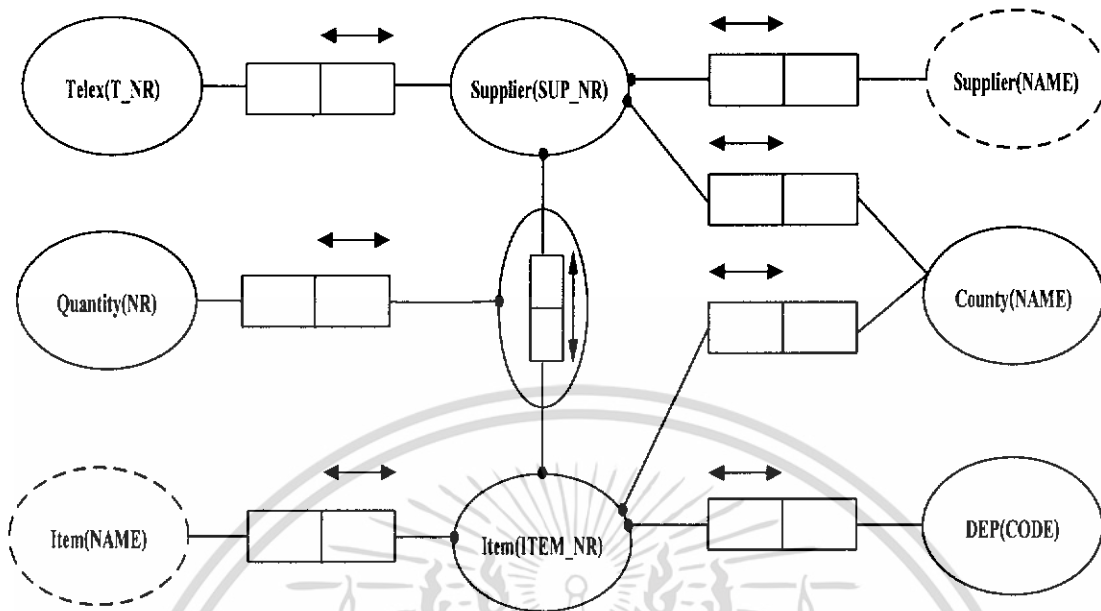 Telex(T_NR)
Supplier(SUP_NR)
Supplier(NAME)
Quantity(NR)
County(NAME)
Item(NAME)
Item(ITEM_NR)
DEP(CODE)